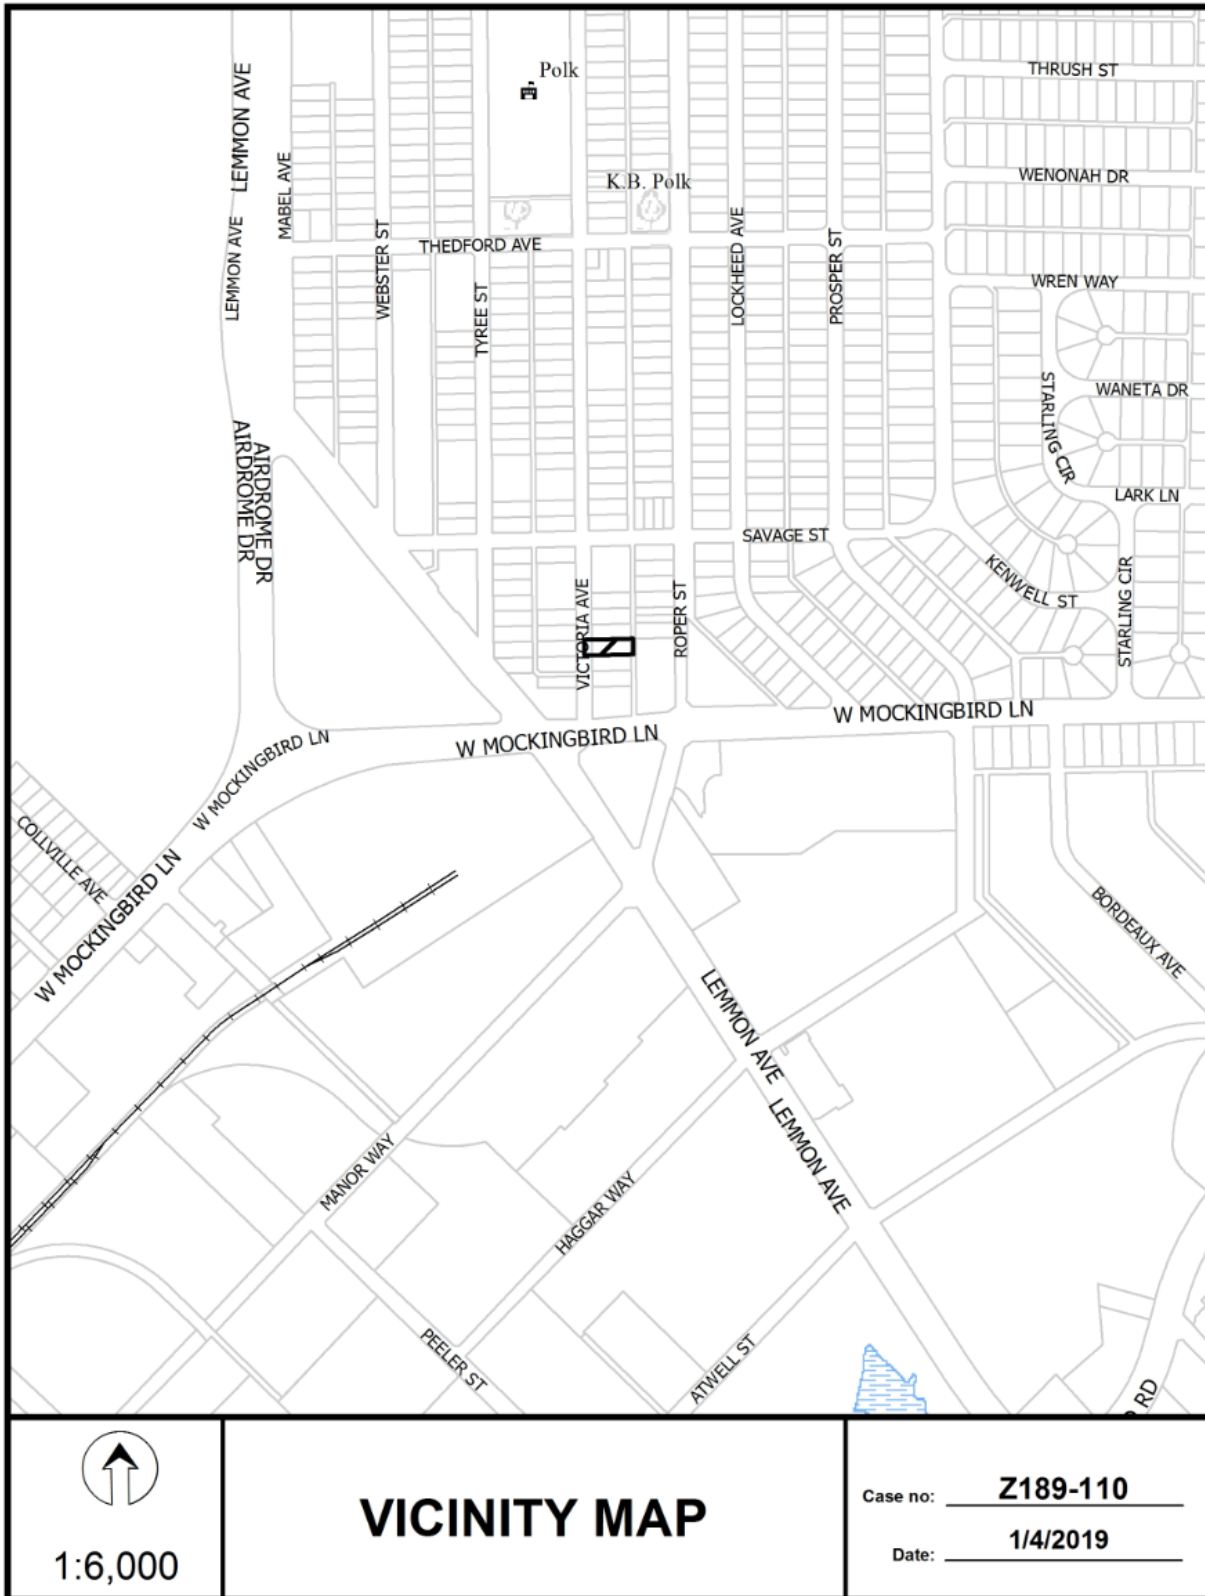 Polk
THRUSH ST
LEMMON AVE
LEMMON AVE
MABEL AVE
K.B. Polk
WENONAH DR
THEDFORD AVE
WEBSTER ST
TYREE ST
LOCKHEED AVE
PROSPER ST
WREN WAY
STARLING CIR
WANETA DR
LARK LN
AIRDROME DR
AIRDROME DR
SAVAGE ST
KENWELL ST
STARLING CIR
VICTORIA AVE
ROPER ST
W MOCKINGBIRD LN
W MOCKINGBIRD LN
W MOCKINGBIRD LN
W MOCKINGBIRD LN
COLLVILLE AVE
BORDEAUX AVE
LEMMON AVE
LEMMON AVE
MANOR WAY
HAGGAR WAY
PEELER ST
ATWELL ST
RD
1:6,000
VICINITY MAP
Case no: Z189-110
Date: 1/4/2019